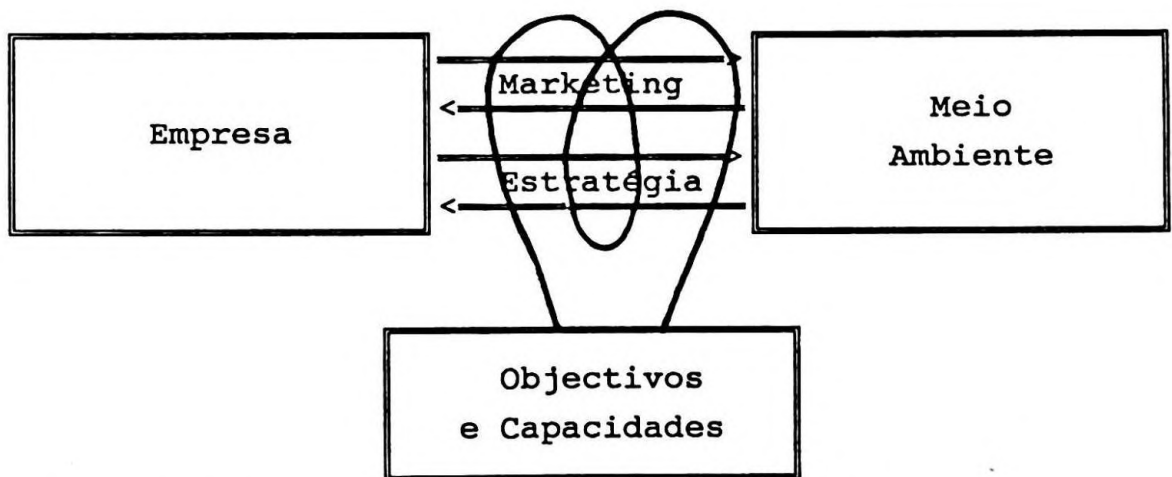 Empresa
Marketing
Estratégia
Meio
Ambiente
Objectivos
e Capacidades